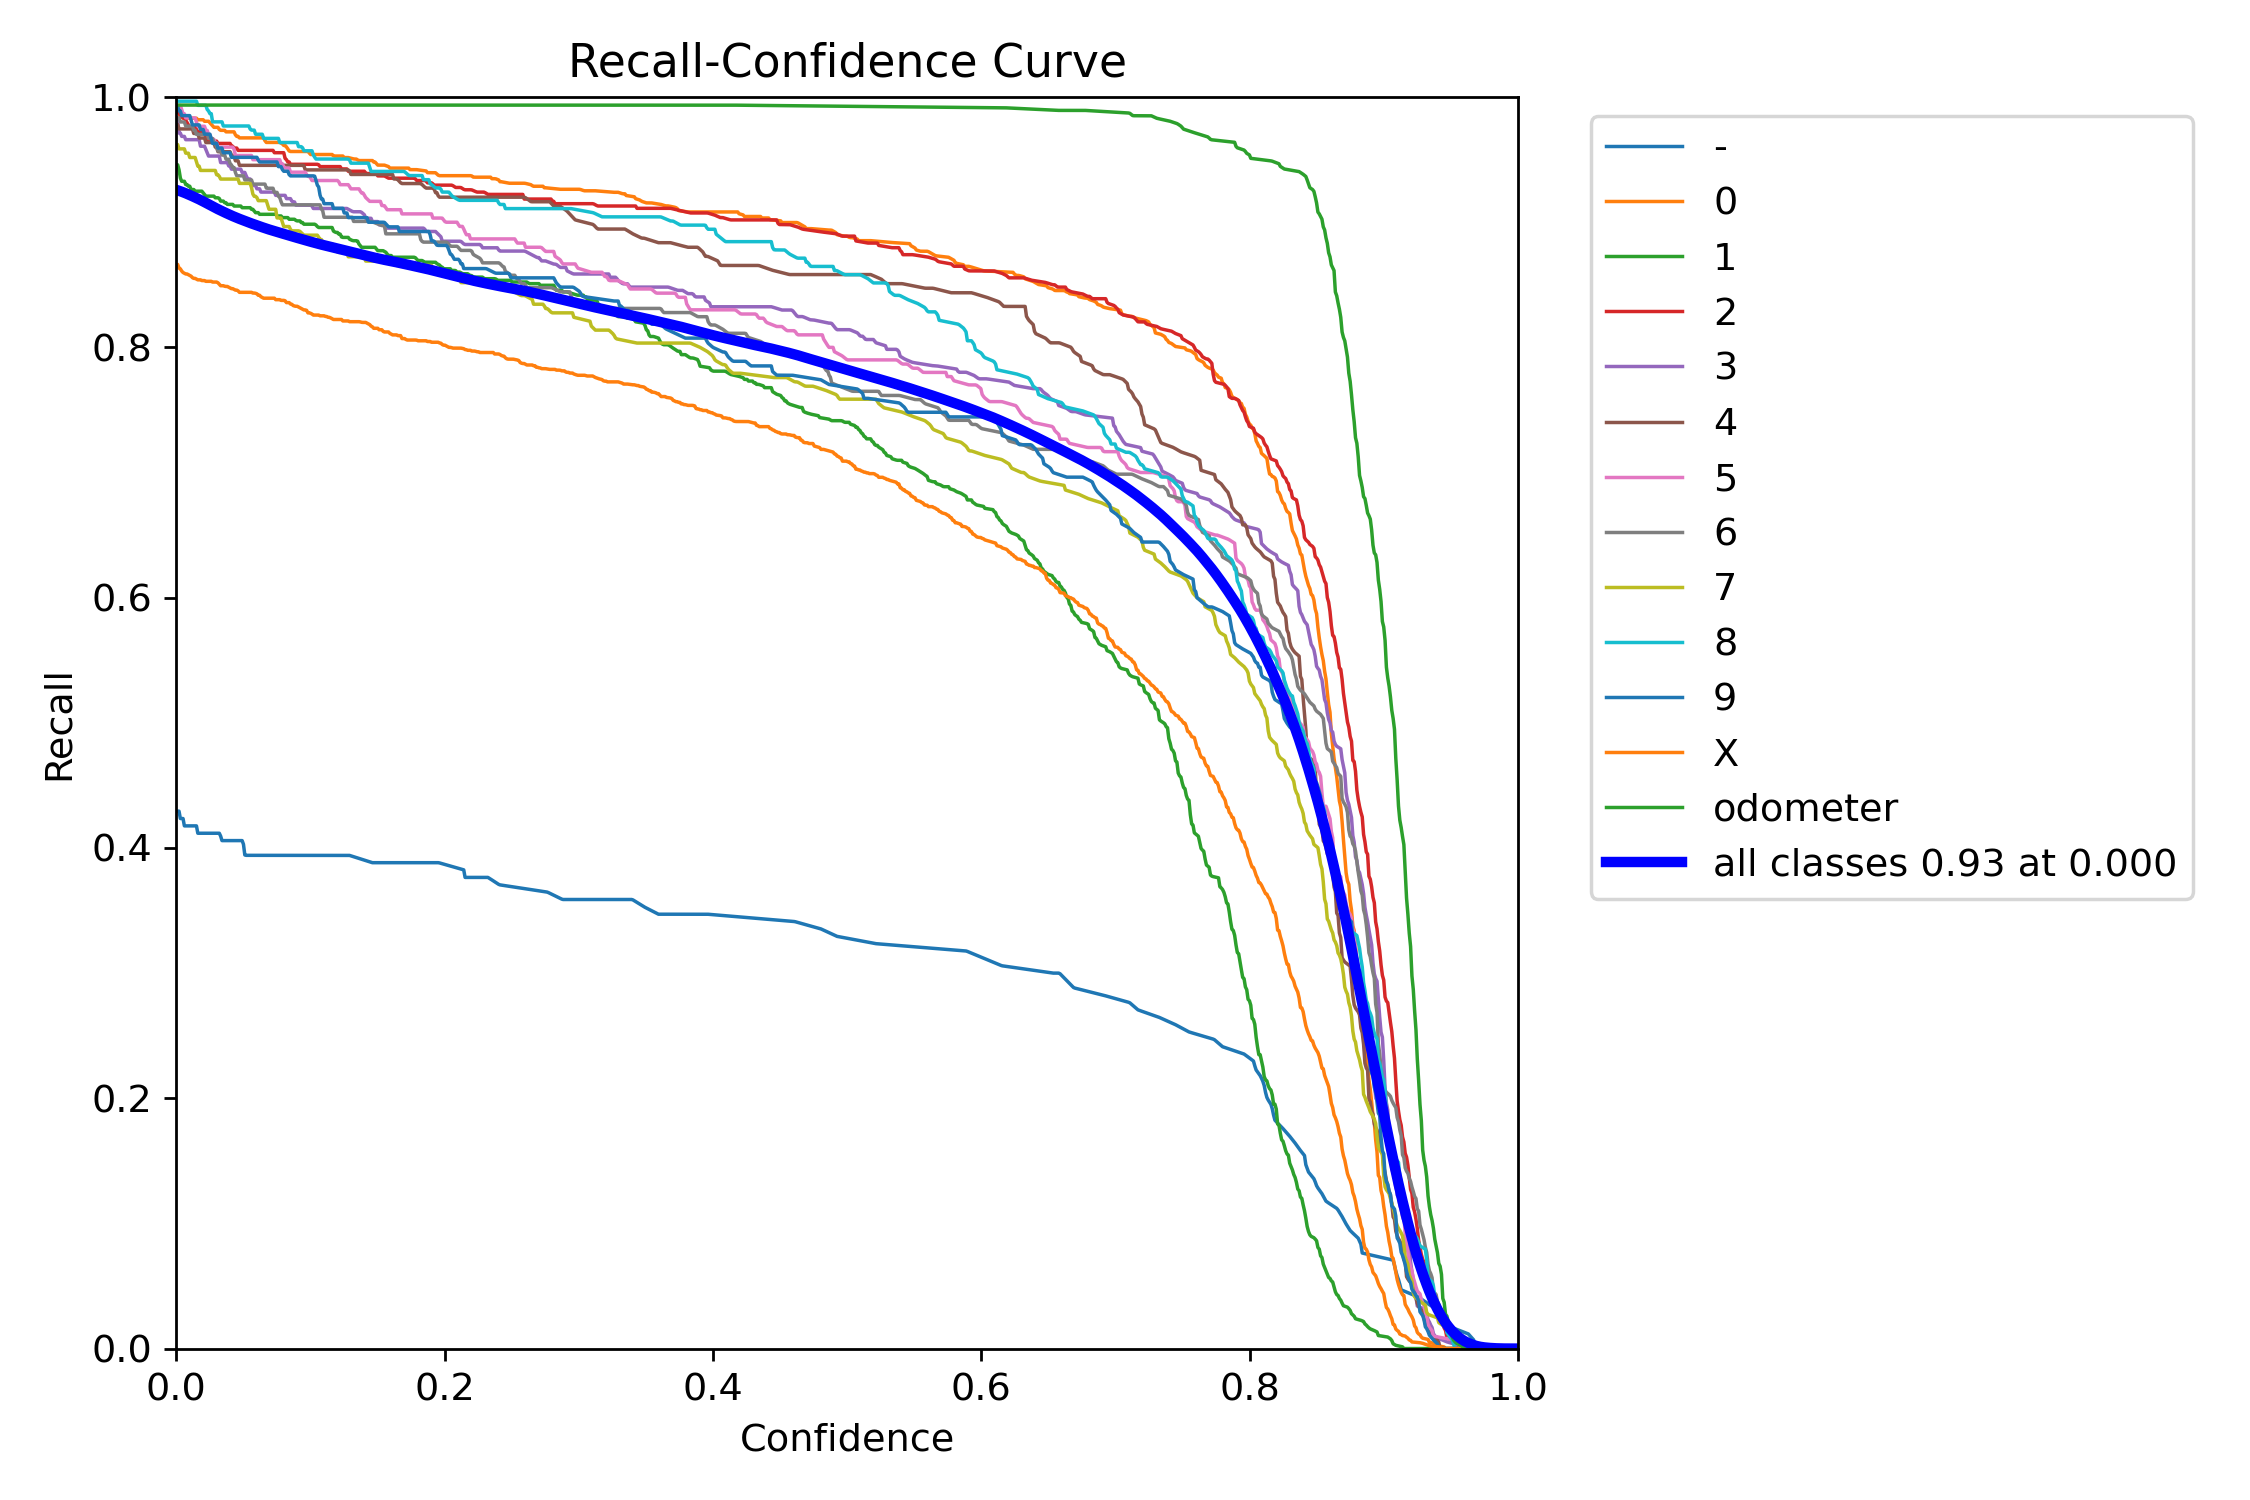 Recall-Confidence Curve
1.0
0.8
0.6
0.4
0.2
0.0
Recall
0.0 0.2 0.4 0.6 0.8 1.0
Confidence
-
0
1
2
3
4
5
6
7
8
9
X
odometer
all classes 0.93 at 0.000